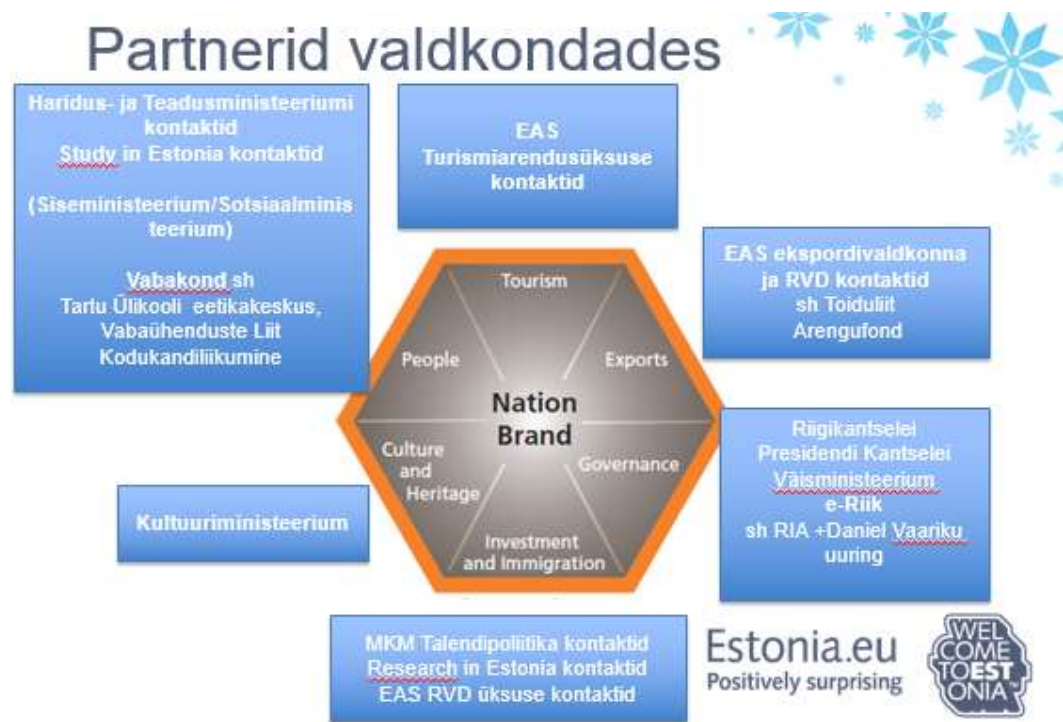 Partnerid valdkondades
Haridus- ja Teadusministeeriumi
kontaktid
Study in Estonia kontaktid
(Siseministeerium/Sotsiaalminis
teerium)
Vabakond sh
Tartu Ülikooli eetikakeskus,
Vabaühenduste Liit
Kodukandiliikumine
EAS
Turismiarendusüksuse
kontaktid
EAS ekspordivaldkonna
ja RVD kontaktid
sh Toiduliit
Arengufond
Tourism
People
Exports
Nation
Brand
Culture
and
Heritage
Governance
Investment
and Immigration
Riigikantselei
Presidendi Kantselei
Välisministeerium
e-Riik
sh RIA +Daniel Vaariku
uuring
Kultuuriministeerium
MKM Talendipoliitika kontaktid
Research in Estonia kontaktid
EAS RVD üksuse kontaktid
Estonia.eu
Positively surprising
WEL
COME
TOEST
ONIA